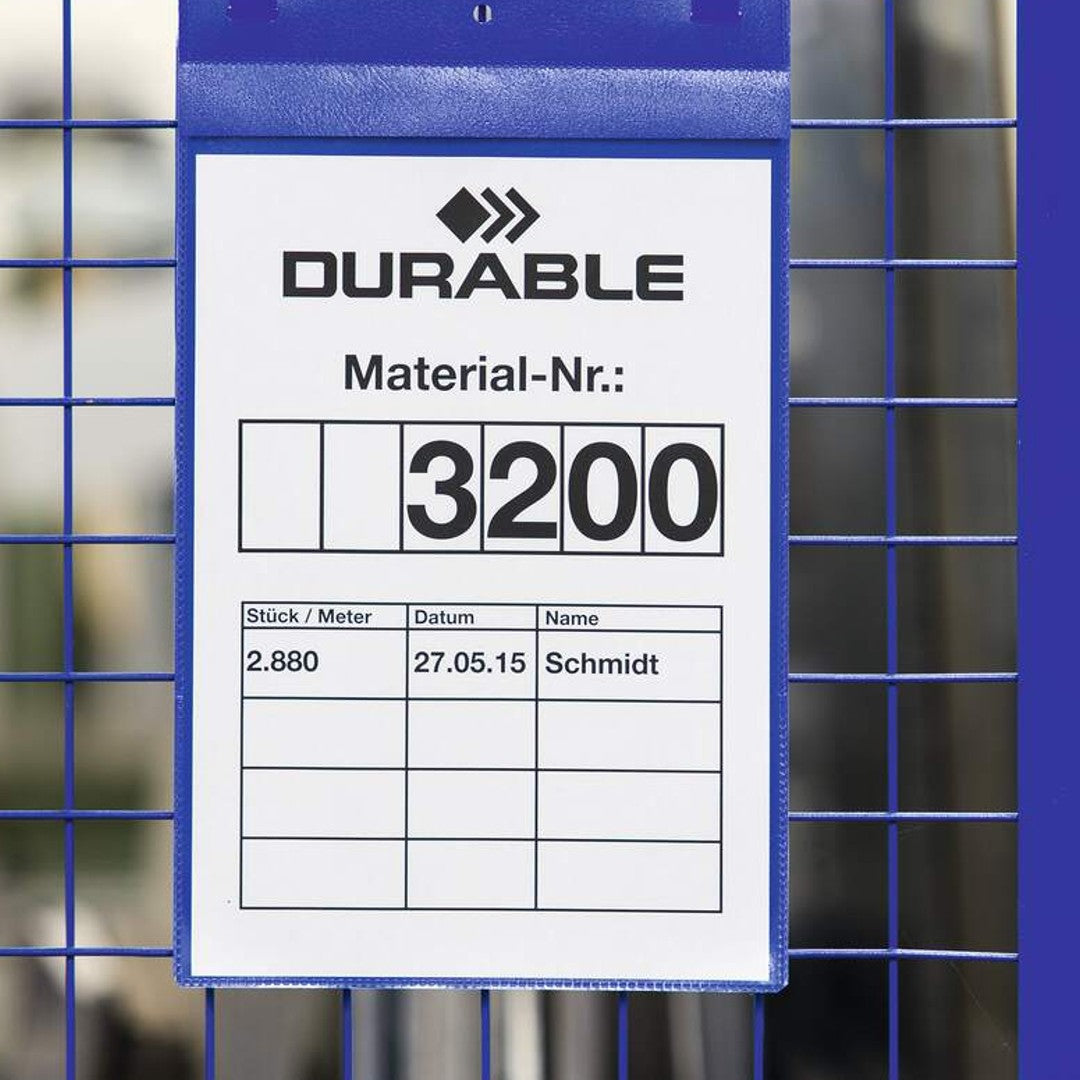 DURABLE
Material-Nr.:
3200
Stück / Meter Datum Name
2.880 27.05.15 Schmidt